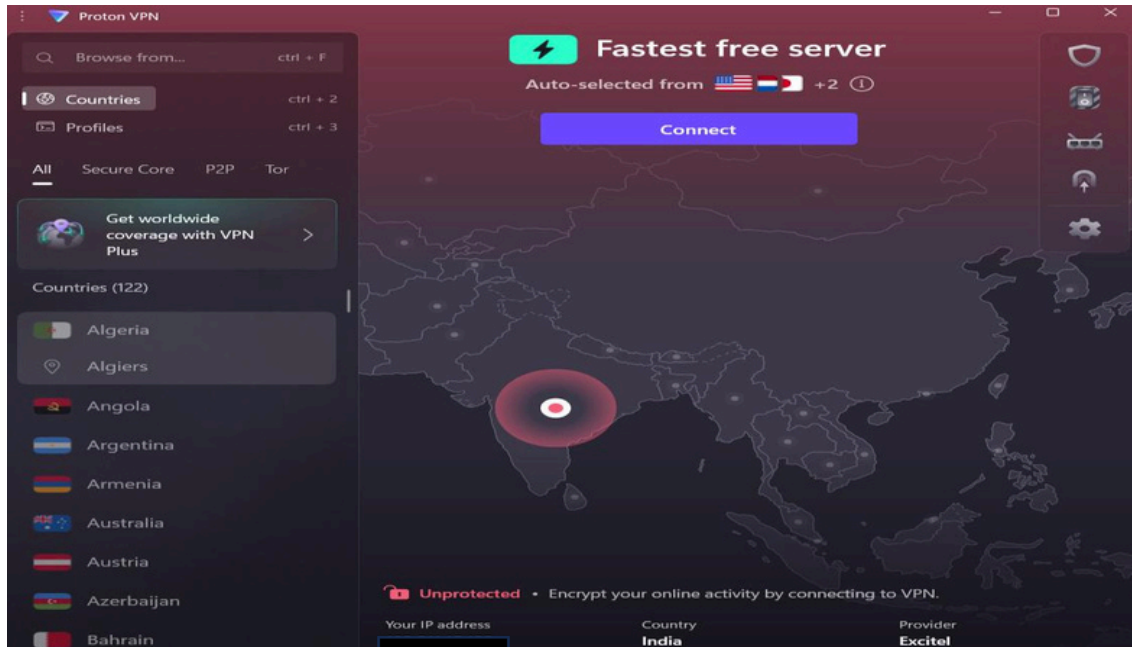 Proton VPN
Browse from...
ctrl + F
Countries
ctrl + 2
Profiles
ctrl + 3
All
Secure Core
P2P
Tor
Get worldwide
coverage with VPN
Plus
Countries (122)
Algeria
Algiers
Angola
Argentina
Armenia
Australia
Austria
Azerbaijan
Bahrain
Fastest free server
Auto-selected from
+2
Connect
Unprotected • Encrypt your online activity by connecting to VPN.
Your IP address
Country
India
Provider
Excitel